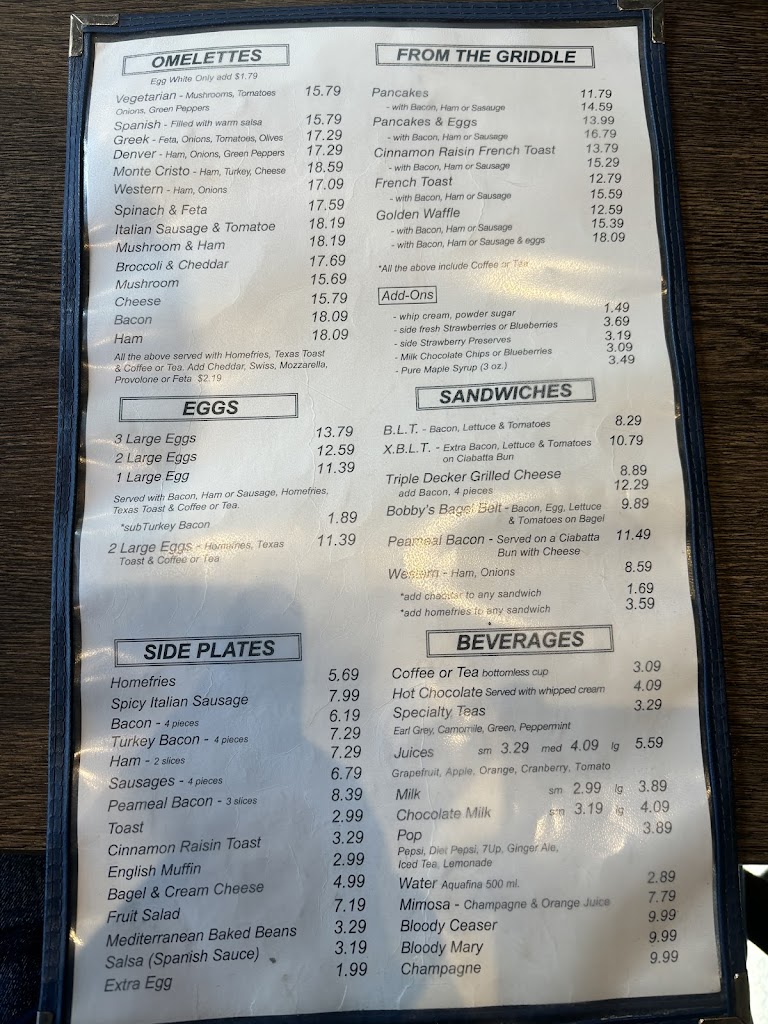 OMELETTES
Egg White Only add $1.79
Vegetarian - Mushrooms, Tomatoes 15.79
Onions, Green Peppers
Spanish - Filled with warm salsa 15.79
Greek - Feta, Onions, Tomatoes, Olives 17.29
Denver - Ham, Onions, Green Peppers 17.29
Monte Cristo - Ham, Turkey, Cheese 18.59
Western - Ham, Onions 17.09
Spinach & Feta 17.59
Italian Sausage & Tomatoe 18.19
Mushroom & Ham 18.19
Broccoli & Cheddar 17.69
Mushroom 15.69
Cheese 15.79
Bacon 18.09
Ham 18.09
All the above served with Homefries, Texas Toast
& Coffee or Tea. Add Cheddar, Swiss, Mozzarella,
Provolone or Feta $2.19
EGGS
3 Large Eggs 13.79
2 Large Eggs 12.59
1 Large Egg 11.39
Served with Bacon, Ham or Sausage, Homefries,
Texas Toast & Coffee or Tea.
*sub Turkey Bacon 1.89
2 Large Eggs - Homefries, Texas 11.39
Toast & Coffee or Tea
SIDE PLATES
Homefries 5.69
Spicy Italian Sausage 7.99
Bacon - 4 pieces 6.19
Turkey Bacon - 4 pieces 7.29
Ham - 2 slices 7.29
Sausages - 4 pieces 6.79
Peameal Bacon - 3 slices 8.39
Toast 2.99
Cinnamon Raisin Toast 3.29
English Muffin 2.99
Bagel & Cream Cheese 4.99
Fruit Salad 7.19
Mediterranean Baked Beans 3.29
Salsa (Spanish Sauce) 3.19
Extra Egg 1.99
FROM THE GRIDDLE
Pancakes 11.79
- with Bacon, Ham or Sasauge 14.59
Pancakes & Eggs 13.99
- with Bacon, Ham or Sausage 16.79
Cinnamon Raisin French Toast 13.79
- with Bacon, Ham or Sausage 15.29
French Toast 12.79
- with Bacon, Ham or Sausage 15.59
Golden Waffle 12.59
- with Bacon, Ham or Sausage 15.39
- with Bacon, Ham or Sausage & eggs 18.09
*All the above include Coffee or Tea
Add-Ons
- whip cream, powder sugar 1.49
- side fresh Strawberries or Blueberries 3.69
- side Strawberry Preserves 3.19
- Milk Chocolate Chips or Blueberries 3.09
- Pure Maple Syrup (3 oz.) 3.49
SANDWICHES
B.L.T. - Bacon, Lettuce & Tomatoes 8.29
X.B.L.T. - Extra Bacon, Lettuce & Tomatoes 10.79
on Ciabatta Bun
Triple Decker Grilled Cheese 8.89
add Bacon, 4 pieces 12.29
Bobby's Bagel Belt - Bacon, Egg, Lettuce 9.89
& Tomatoes on Bagel
Peameal Bacon - Served on a Ciabatta 11.49
Bun with Cheese
Western - Ham, Onions 8.59
*add cheddar to any sandwich 1.69
*add homefries to any sandwich 3.59
BEVERAGES
Coffee or Tea bottomless cup 3.09
Hot Chocolate Served with whipped cream 4.09
Specialty Teas 3.29
Earl Grey, Camomile, Green, Peppermint
Juices sm 3.29 med 4.09 lg 5.59
Grapefruit, Apple, Orange, Cranberry, Tomato
Milk sm 2.99 lg 3.89
Chocolate Milk sm 3.19 lg 4.09
Pop 3.89
Pepsi, Diet Pepsi, 7Up, Ginger Ale,
Iced Tea, Lemonade
Water Aquafina 500 ml. 2.89
Mimosa - Champagne & Orange Juice 7.79
Bloody Ceaser 9.99
Bloody Mary 9.99
Champagne 9.99